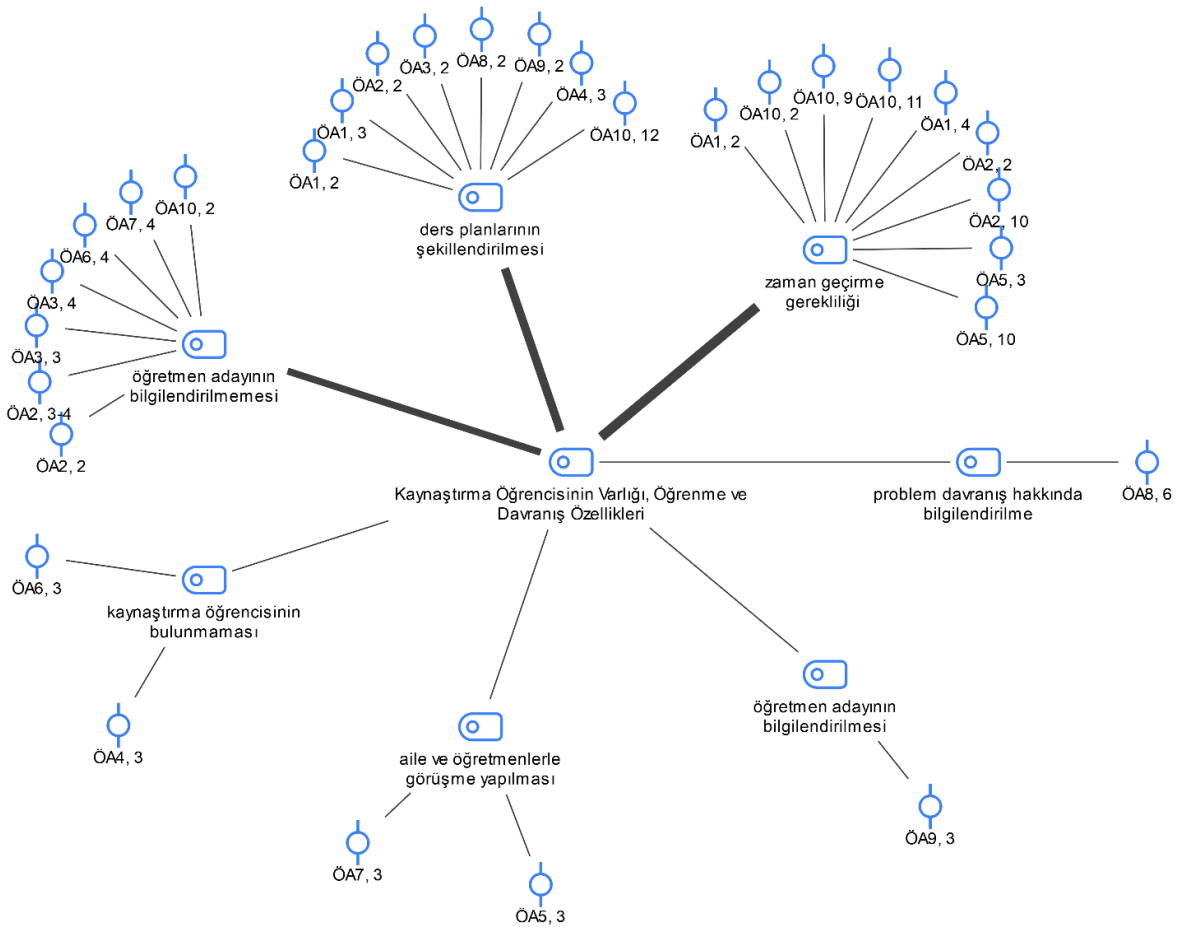 ÖA8, 2
ÖA9, 2
ÖA3, 2
ÖA2, 2
ÖA4, 3
ÖA1, 3
ÖA10, 12
ÖA1, 2
ders planlarının
şekillendirilmesi
ÖA10, 9
ÖA10, 11
ÖA10, 2
ÖA1, 4
ÖA1, 2
ÖA2, 2
ÖA2, 10
ÖA5, 3
ÖA5, 10
zaman geçirme
gerekliliği
ÖA10, 2
ÖA7, 4
ÖA6, 4
ÖA3, 4
ÖA3, 3
ÖA2, 3-4
ÖA2, 2
öğretmen adayının
bilgilendirilmemesi
Kaynaştırma Öğrencisinin Varlığı, Öğrenme ve
Davranış Özellikleri
problem davranış hakkında
bilgilendirilme
ÖA8, 6
ÖA6, 3
kaynaştırma öğrencisinin
bulunmaması
ÖA4, 3
aile ve öğretmenlerle
görüşme yapılması
ÖA7, 3
ÖA5, 3
öğretmen adayının
bilgilendirilmesi
ÖA9, 3